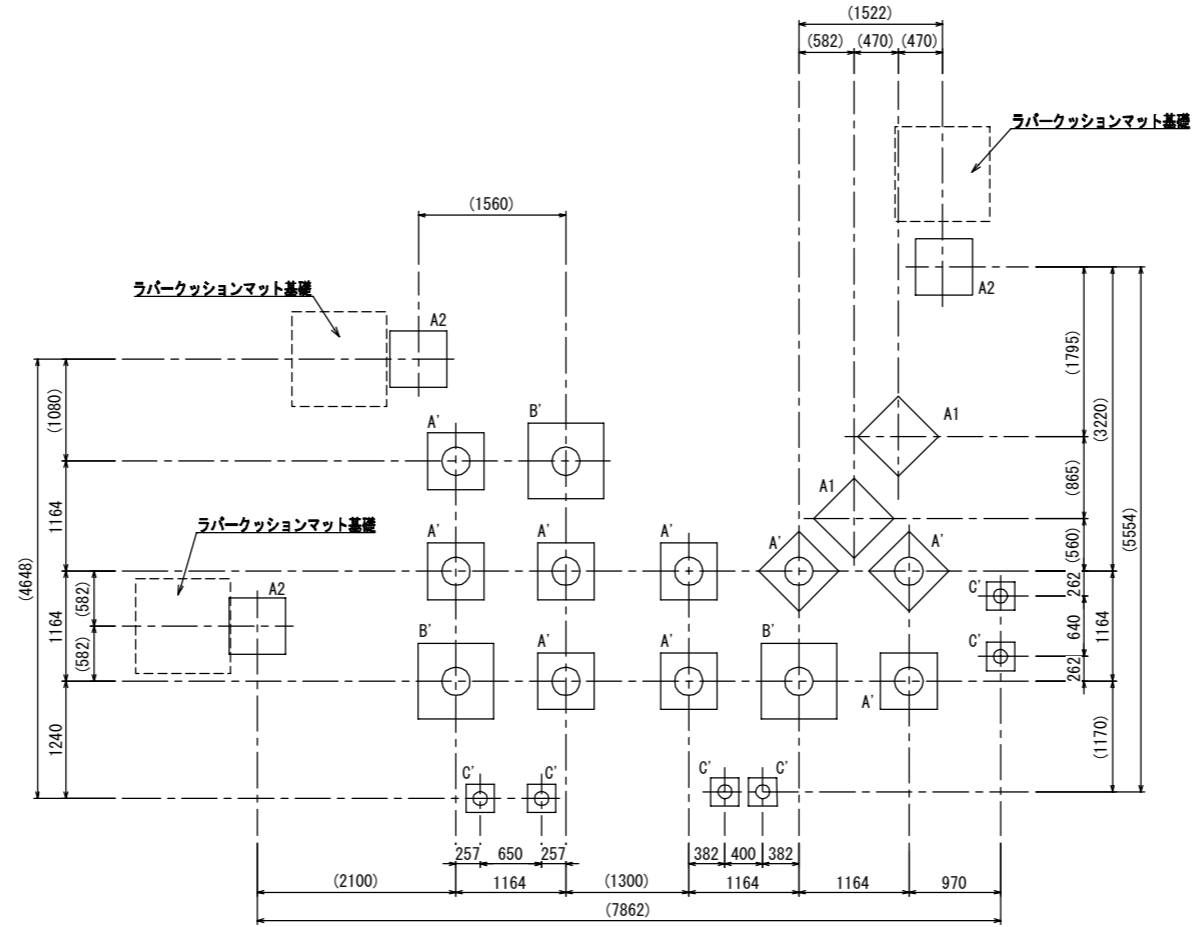 (1522)
(582) (470) (470)
ラバークッションマット基礎
(1560)
ラバークッションマット基礎
A2
A2
(1795)
(3220)
(1080)
A'
B'
A1
(865)
(5554)
1164
ラバークッションマット基礎
A'
A'
A'
A1
A'
A'
(560)
(4648)
(582)
A2
C'
262
1164
640
1164
(582)
B'
A'
A'
B'
C'
262
A'
1240
(1170)
C'
C'
C'
C'
257 650 257
382 400 382
(2100) 1164 (1300) 1164 1164 970
(7862)